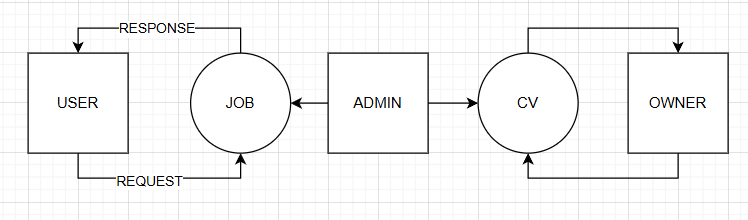 RESPONSE
USER
JOB
ADMIN
CV
OWNER
REQUEST